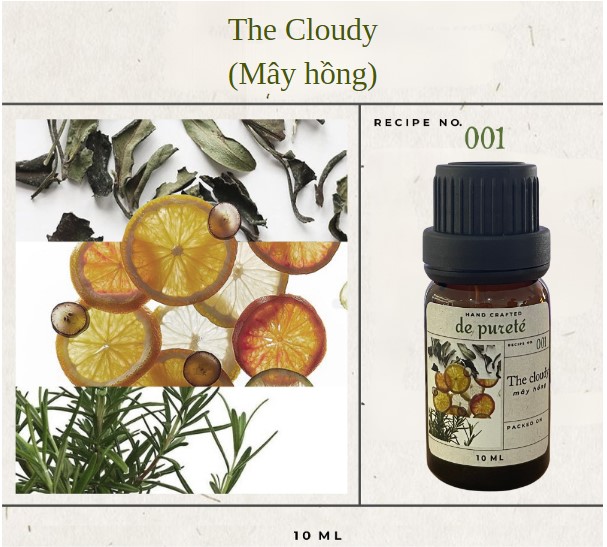 The Cloudy
(Mây hồng)
RECIPE NO.
001
HAND CRAFTED
de pureté
RECIPE NO. 001
The cloudy
mây hồng
PACKED ON
10 ML
10 ML